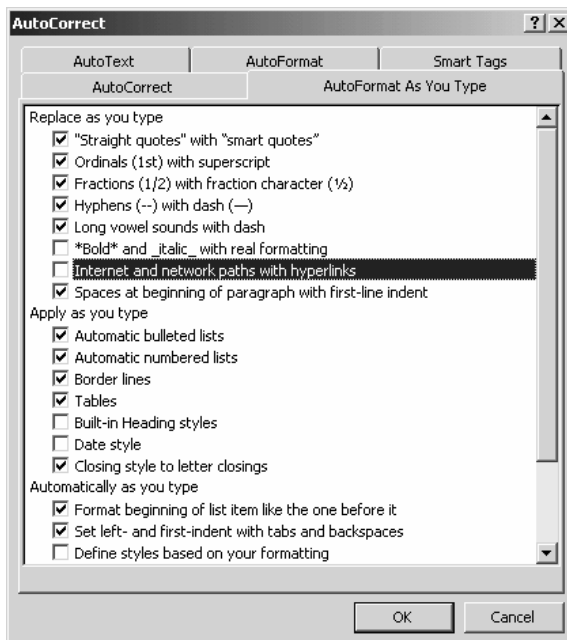 AutoCorrect
AutoText AutoFormat Smart Tags
AutoCorrect AutoFormat As You Type
Replace as you type
"Straight quotes" with “smart quotes”
Ordinals (1st) with superscript
Fractions (1/2) with fraction character (½)
Hyphens (--) with dash (—)
Long vowel sounds with dash
*Bold* and _italic_ with real formatting
Internet and network paths with hyperlinks
Spaces at beginning of paragraph with first-line indent
Apply as you type
Automatic bulleted lists
Automatic numbered lists
Border lines
Tables
Built-in Heading styles
Date style
Closing style to letter closings
Automatically as you type
Format beginning of list item like the one before it
Set left- and first-indent with tabs and backspaces
Define styles based on your formatting
OK Cancel